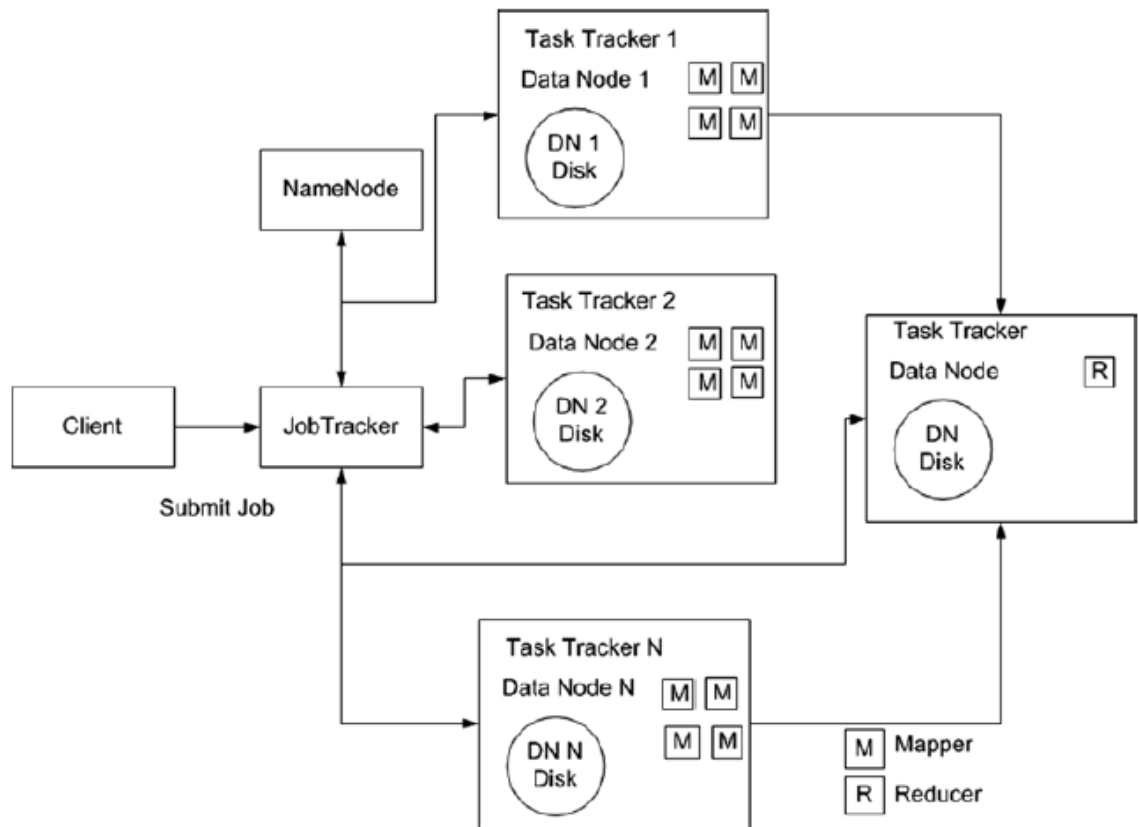 Task Tracker 1
Data Node 1
M M
M M
DN 1
Disk
NameNode
Task Tracker 2
Data Node 2
M M
M M
DN 2
Disk
Client
JobTracker
Submit Job
Task Tracker
Data Node
R
DN
Disk
Task Tracker N
Data Node N
M M
M M
DN N
Disk
M Mapper
R Reducer